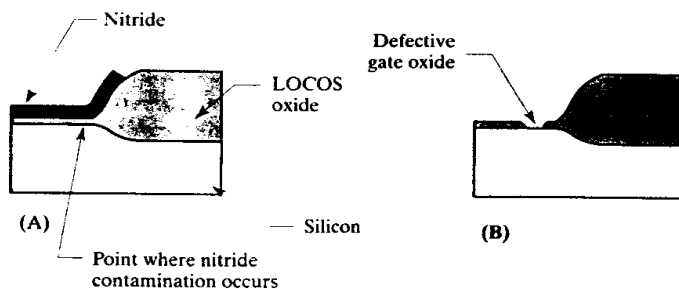 Nitride
LOCOS
oxide
Silicon
(A)
Point where nitride
contamination occurs
Defective
gate oxide
(B)